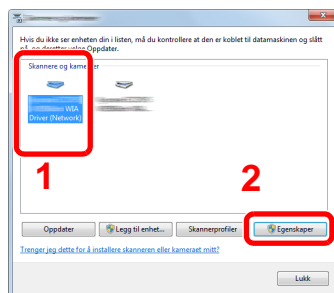 Hvis du ikke ser enheten din i listen, må du kontrollere at den er koblet til datamaskinen og slått
på, og deretter velge Oppdater.
Skannere og kameraer
WIA
Driver (Network)
1
2
Oppdater
Legg til enhet...
Skannerprofiler
Egenskaper
Trenger jeg dette for å installere skanneren eller kameraet mitt?
Lukk